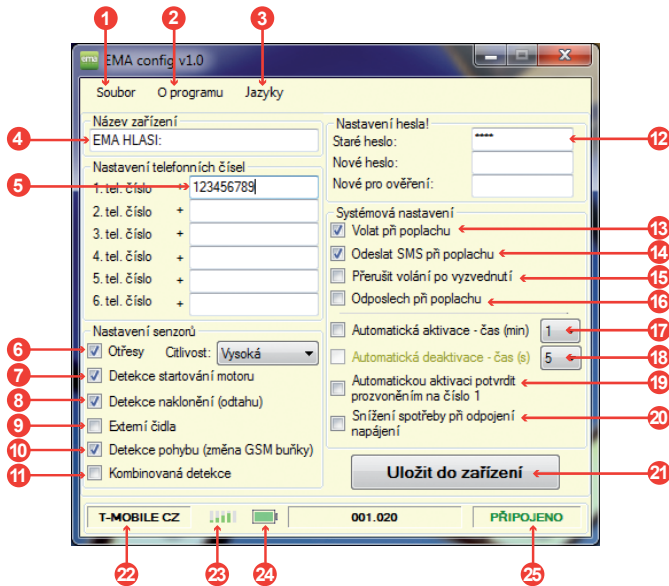 1 2 3
ema EMA config v1.0
Soubor O programu Jazyky
4 Název zařízení
EMA HLASI:
Nastavení telefonních čísel
5 1. tel. číslo + 123456789
2. tel. číslo +
3. tel. číslo +
4. tel. číslo +
5. tel. číslo +
6. tel. číslo +
Nastavení senzorů
6 Otřesy Citlivost: Vysoká
7 Detekce startování motoru
8 Detekce naklonění (odtahu)
9 Externí čidla
10 Detekce pohybu (změna GSM buňky)
11 Kombinovaná detekce
Nastavení hesla!
Staré heslo: **** 12
Nové heslo:
Nové pro ověření:
Systémová nastavení
Volat při poplachu 13
Odeslat SMS při poplachu 14
Přerušit volání po vyzvednutí 15
Odposlech při poplachu 16
Automatická aktivace - čas (min) 1 17
Automatická deaktivace - čas (s) 5 18
Automatickou aktivaci potvrdit 19
prozvoněním na číslo 1
Snížení spotřeby při odpojení 20
napájení
Uložit do zařízení 21
T-MOBILE CZ 001.020 PŘIPOJENO
22 23 24 25